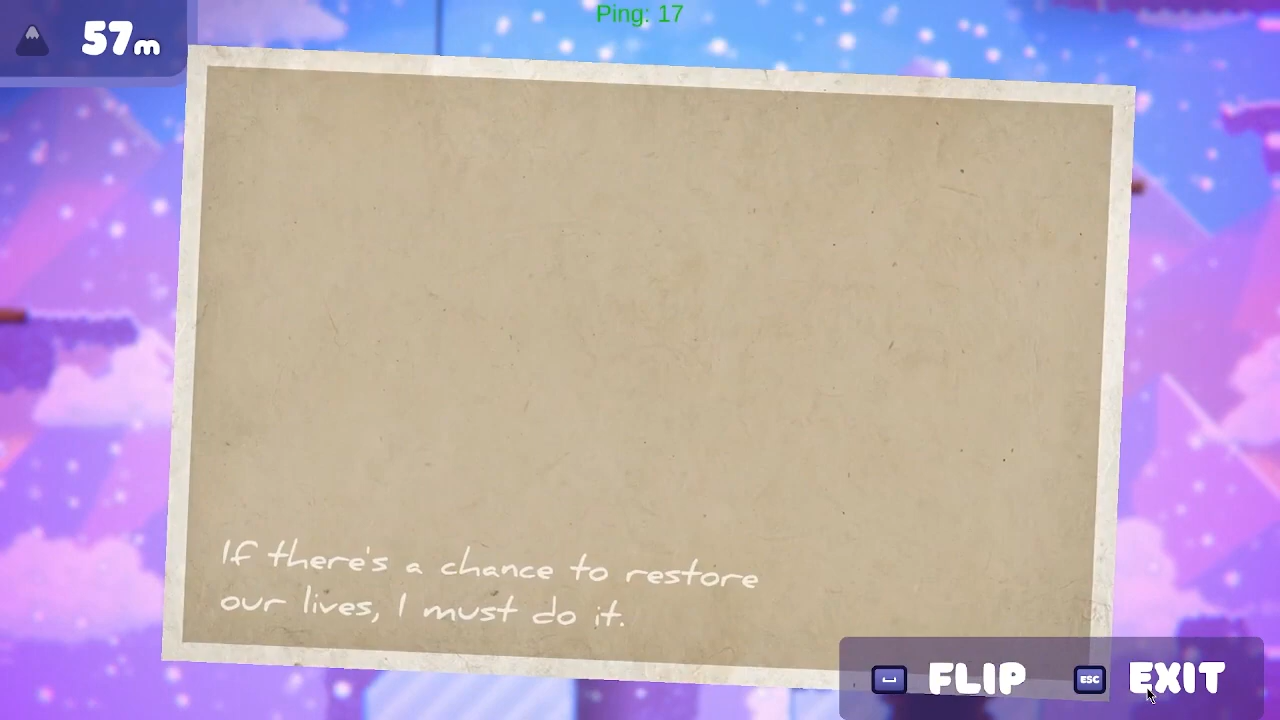 57m
Ping: 17
If there's a chance to restore
our lives, I must do it.
FLIP
ESC
EXIT